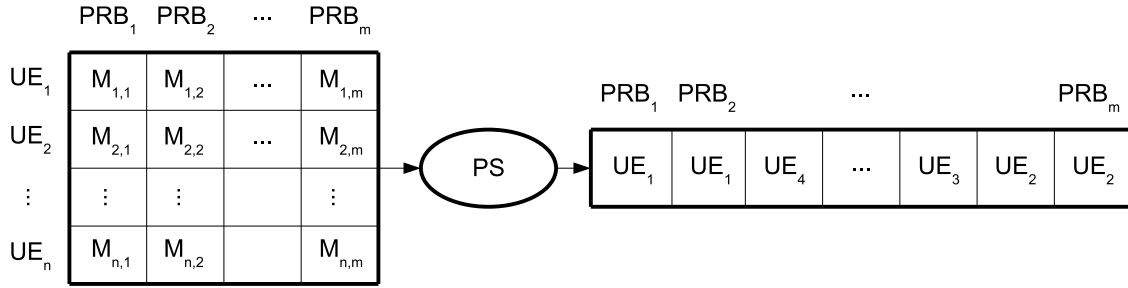 PRB1 PRB2 ... PRBm
UE1 M1,1 M1,2 ... M1,m
PRB1 PRB2 ... PRBm
UE2 M2,1 M2,2 ... M2,m
PS
UE1 UE1 UE4 ... UE3 UE2 UE2
⋮ ⋮ ⋮ ⋮
UEn Mn,1 Mn,2 Mn,m